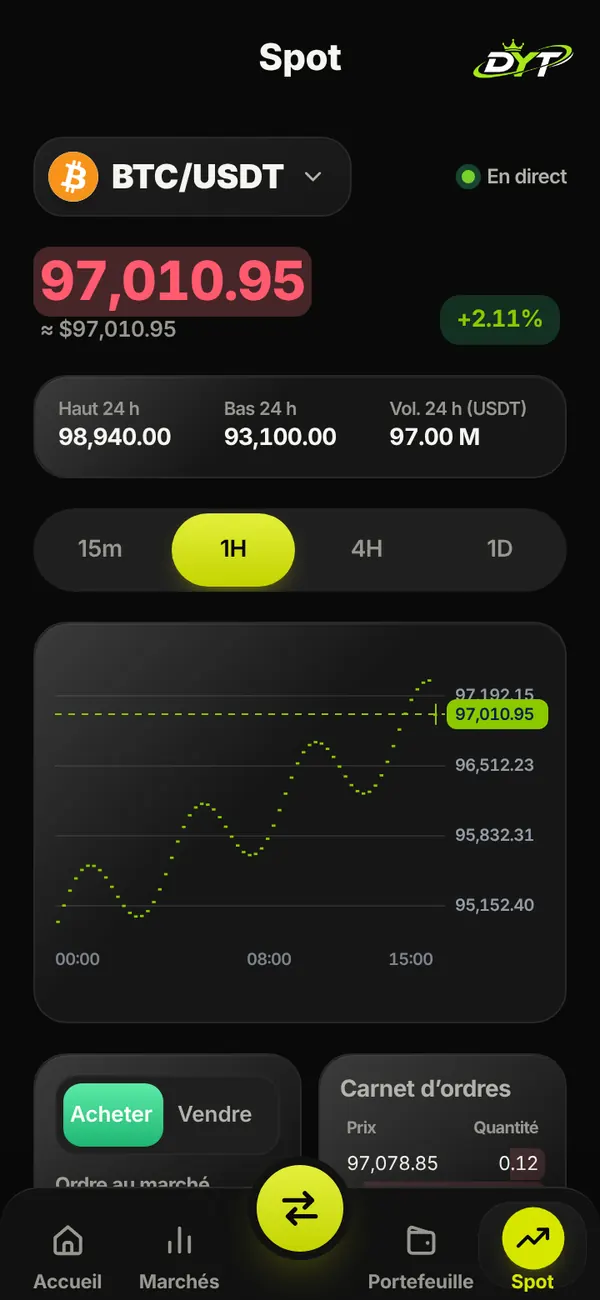 Spot
DYT
BTC/USDT
En direct
97,010.95
≈ $97,010.95
+2.11%
Haut 24 h Bas 24 h Vol. 24 h (USDT)
98,940.00 93,100.00 97.00 M
15m 1H 4H 1D
97,192.15
97,010.95
96,512.23
95,832.31
95,152.40
00:00 08:00 15:00
Acheter Vendre
Ordre au marché
Carnet d’ordres
Prix Quantité
97,078.85 0.12
Accueil Marchés Portefeuille Spot